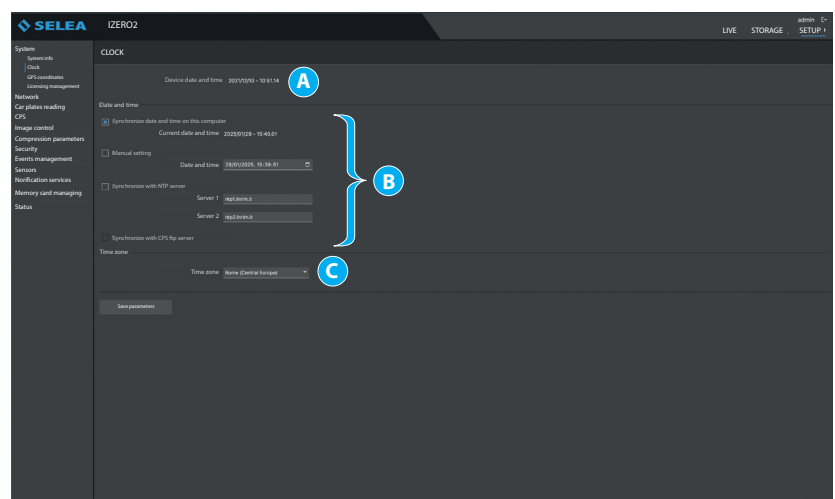 SELEA
IZERO2
admin
LIVE STORAGE SETUP
System
System info
Clock
GPS coordinates
Licensing management
Network
Car plates reading
CPS
Image control
Compression parameters
Security
Events management
Sensors
Norification services
Memory card managing
Status
CLOCK
Device date and time 2021/12/10 - 10:51.14
A
Date and time
Synchronize date and time on this computer
Current date and time 2025/01/29 - 15:40.01
Manual setting
Date and time 29/01/2025, 15:39:51
B
Synchronize with NTP server
Server 1 ntp1.inrim.it
Server 2 ntp2.inrim.it
Synchronize with CPS ftp server
Time zone
Time zone Rome (Central Europe)
C
Save parameters